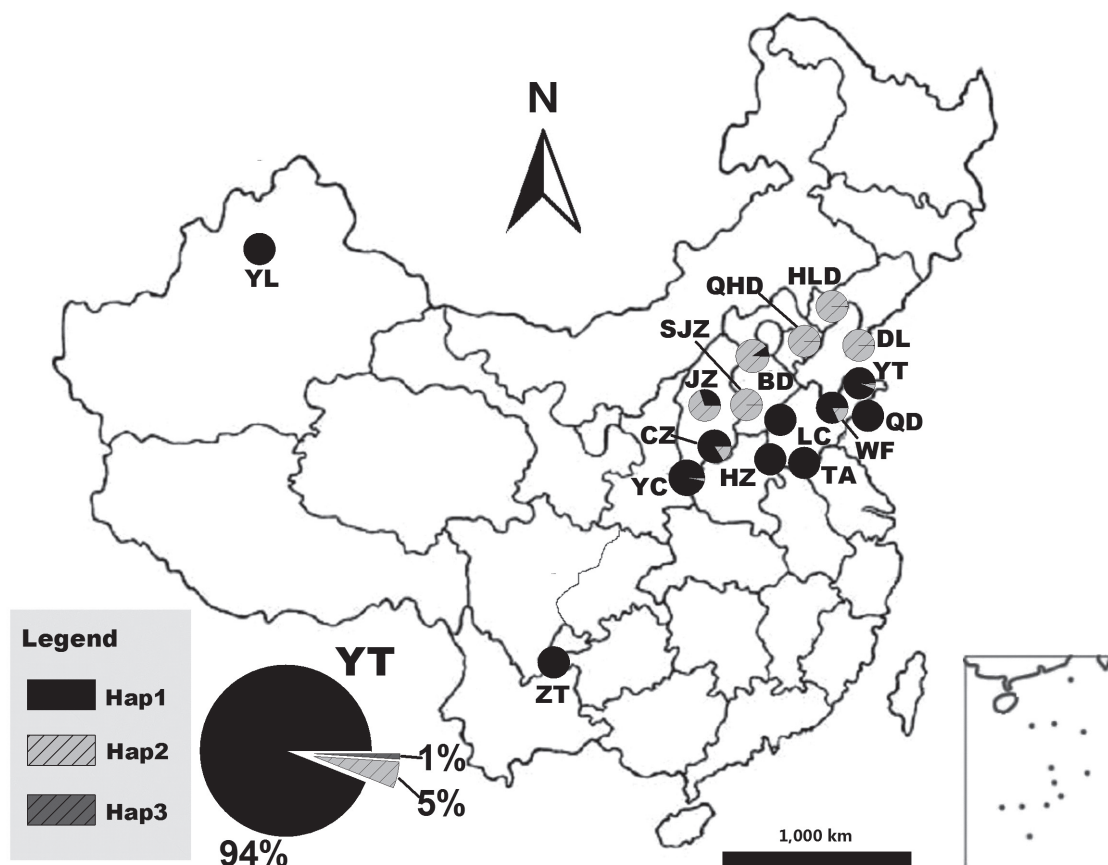 N
YL
HLD
QHD
SJZ
DL
YT
JZ
BD
QD
CZ
LC
WF
YC
HZ
TA
ZT
Legend
Hap1
Hap2
Hap3
YT
1%
5%
94%
1,000 km